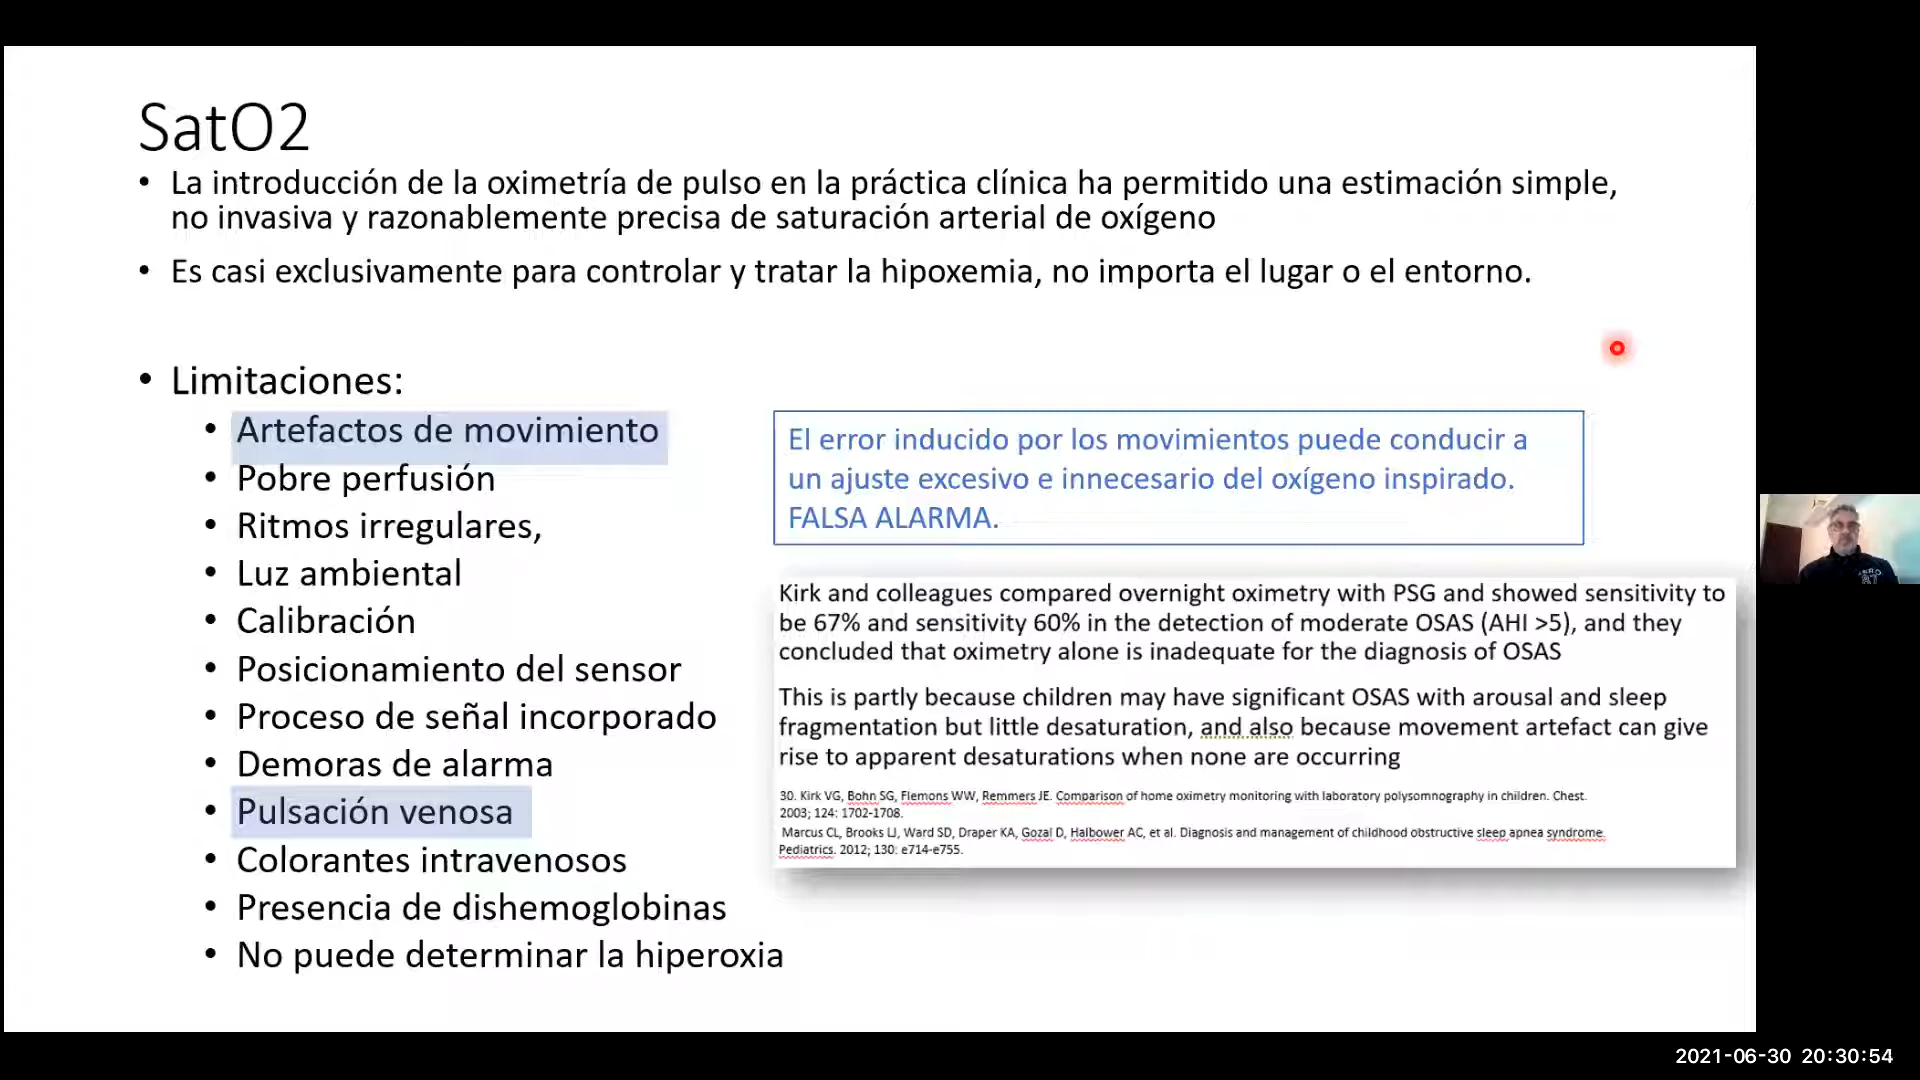 SatO2
• La introducción de la oximetría de pulso en la práctica clínica ha permitido una estimación simple,
no invasiva y razonablemente precisa de saturación arterial de oxígeno
• Es casi exclusivamente para controlar y tratar la hipoxemia, no importa el lugar o el entorno.
• Limitaciones:
• Artefactos de movimiento
• Pobre perfusión
• Ritmos irregulares,
• Luz ambiental
• Calibración
• Posicionamiento del sensor
• Proceso de señal incorporado
• Demoras de alarma
• Pulsación venosa
• Colorantes intravenosos
• Presencia de dishemoglobinas
• No puede determinar la hiperoxia
El error inducido por los movimientos puede conducir a
un ajuste excesivo e innecesario del oxígeno inspirado.
FALSA ALARMA.
Kirk and colleagues compared overnight oximetry with PSG and showed sensitivity to
be 67% and sensitivity 60% in the detection of moderate OSAS (AHI >5), and they
concluded that oximetry alone is inadequate for the diagnosis of OSAS
This is partly because children may have significant OSAS with arousal and sleep
fragmentation but little desaturation, and also because movement artefact can give
rise to apparent desaturations when none are occurring
30. Kirk VG, Bohn SG, Flemons WW, Remmers JE. Comparison of home oximetry monitoring with laboratory polysomnography in children. Chest.
2003; 124: 1702-1708.
Marcus CL, Brooks LJ, Ward SD, Draper KA, Gozal D, Halbower AC, et al. Diagnosis and management of childhood obstructive sleep apnea syndrome.
Pediatrics. 2012; 130: e714-e755.
2021-06-30 20:30:54